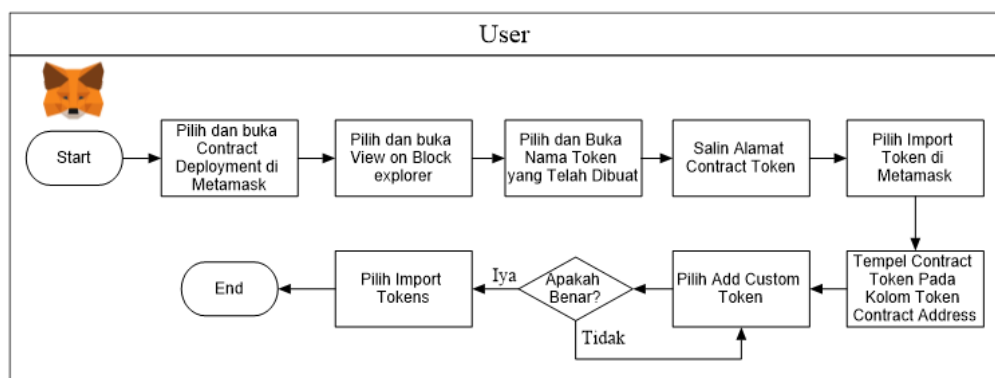 User
Start
Pilih dan buka
Contract
Deployment di
Metamask
Pilih dan buka
View on Block
explorer
Pilih dan Buka
Nama Token
yang Telah Dibuat
Salin Alamat
Contract Token
Pilih Import
Token di
Metamask
Tempel Contract
Token Pada
Kolom Token
Contract Address
Pilih Add Custom
Token
Apakah
Benar?
Iya
Tidak
Pilih Import
Tokens
End